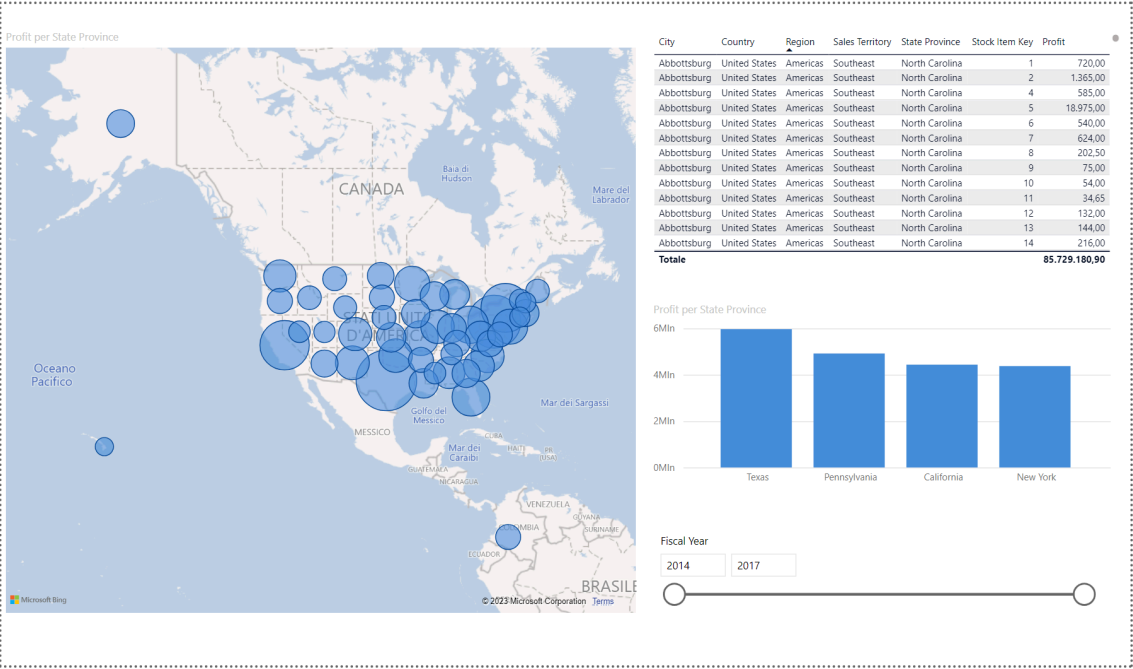 Profit per State Province
CANADA
Baia di
Hudson
Mare del
Labrador
STATI UNITI
D'AMERICA
Oceano
Pacifico
Golfo del
Messico
Mar dei Sargassi
MESSICO
CUBA
HAITI
PR
(USA)
Mar dei
Caraibi
GUATEMALA
NICARAGUA
VENEZUELA
GUYANA
SURINAME
COLOMBIA
ECUADOR
BRASILE
Microsoft Bing
© 2023 Microsoft Corporation Terms
City Country Region Sales Territory State Province Stock Item Key Profit
Abbottsburg United States Americas Southeast North Carolina 1 720,00
Abbottsburg United States Americas Southeast North Carolina 2 1.365,00
Abbottsburg United States Americas Southeast North Carolina 4 585,00
Abbottsburg United States Americas Southeast North Carolina 5 18.975,00
Abbottsburg United States Americas Southeast North Carolina 6 540,00
Abbottsburg United States Americas Southeast North Carolina 7 624,00
Abbottsburg United States Americas Southeast North Carolina 8 202,50
Abbottsburg United States Americas Southeast North Carolina 9 75,00
Abbottsburg United States Americas Southeast North Carolina 10 54,00
Abbottsburg United States Americas Southeast North Carolina 11 34,65
Abbottsburg United States Americas Southeast North Carolina 12 132,00
Abbottsburg United States Americas Southeast North Carolina 13 144,00
Abbottsburg United States Americas Southeast North Carolina 14 216,00
Totale 85.729.180,90
Profit per State Province
6Mln
4Mln
2Mln
0Mln
Texas Pennsylvania California New York
Fiscal Year
2014 2017